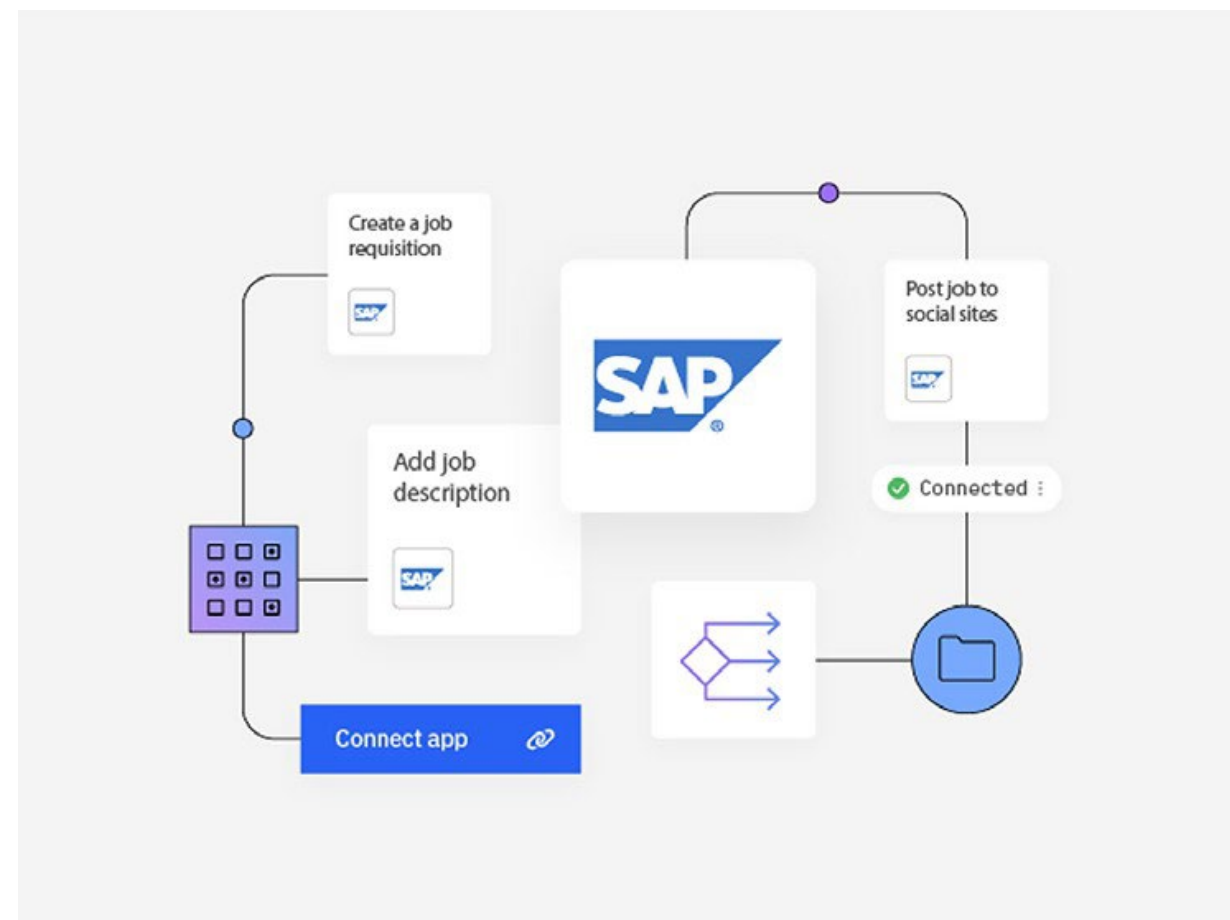 Create a job
requisition
SAP
Add job
description
SAP
Connect app
SAP
®
Post job to
social sites
SAP
Connected